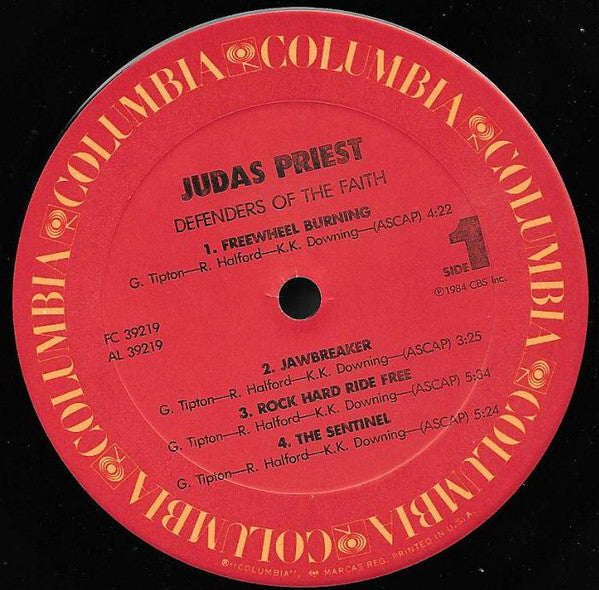 COLUMBIA COLUMBIA COLUMBIA COLUMBIA COLUMBIA COLUMBIA COLUMBIA COLUMBIA
JUDAS PRIEST
DEFENDERS OF THE FAITH
1. FREEWHEEL BURNING
G. Tipton—R. Halford—K.K. Downing—(ASCAP) 4:22
SIDE 1
℗ 1984 CBS Inc.
FC 39219
AL 39219
2. JAWBREAKER
G. Tipton—R. Halford—K.K. Downing—(ASCAP) 3:25
3. ROCK HARD RIDE FREE
G. Tipton—R. Halford—K.K. Downing—(ASCAP) 5:34
4. THE SENTINEL
G. Tipton—R. Halford—K.K. Downing—(ASCAP) 5:24
® "COLUMBIA", MARCAS REG. PRINTED IN U.S.A.